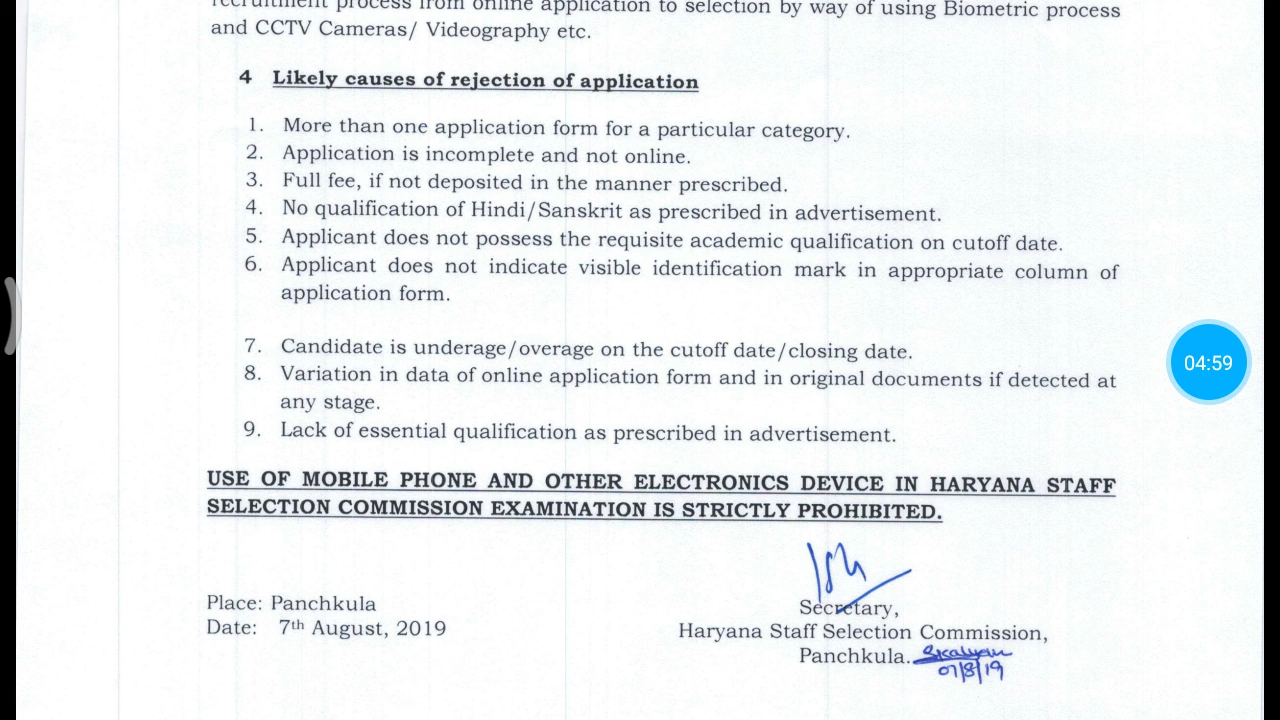 recruitment process from online application to selection by way of using Biometric process
and CCTV Cameras/ Videography etc.
4 Likely causes of rejection of application
1. More than one application form for a particular category.
2. Application is incomplete and not online.
3. Full fee, if not deposited in the manner prescribed.
4. No qualification of Hindi/Sanskrit as prescribed in advertisement.
5. Applicant does not possess the requisite academic qualification on cutoff date.
6. Applicant does not indicate visible identification mark in appropriate column of
application form.
7. Candidate is underage/overage on the cutoff date/closing date.
8. Variation in data of online application form and in original documents if detected at
any stage.
9. Lack of essential qualification as prescribed in advertisement.
USE OF MOBILE PHONE AND OTHER ELECTRONICS DEVICE IN HARYANA STAFF
SELECTION COMMISSION EXAMINATION IS STRICTLY PROHIBITED.
Place: Panchkula
Date: 7th August, 2019
Secretary,
Haryana Staff Selection Commission,
Panchkula.
07/8/19
04:59